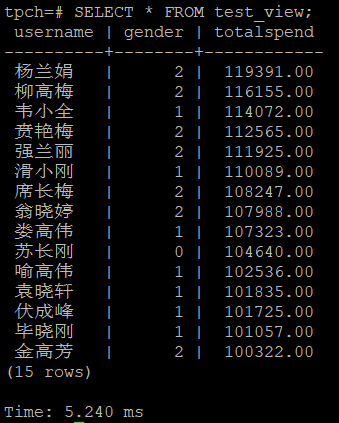 tpch=# SELECT * FROM test_view;
 username | gender | totalspend
----------+--------+------------
 杨兰娟   |      2 |  119391.00
 柳高梅   |      2 |  116155.00
 韦小全   |      1 |  114072.00
 贲艳梅   |      2 |  112565.00
 强兰丽   |      2 |  111925.00
 滑小刚   |      1 |  110089.00
 席长梅   |      2 |  108247.00
 翁晓婷   |      2 |  107988.00
 娄高伟   |      1 |  107323.00
 苏长刚   |      0 |  104640.00
 喻高伟   |      1 |  102536.00
 袁晓轩   |      1 |  101835.00
 伏成峰   |      1 |  101725.00
 毕晓刚   |      1 |  101057.00
 金高芳   |      2 |  100322.00
(15 rows)
Time: 5.240 ms